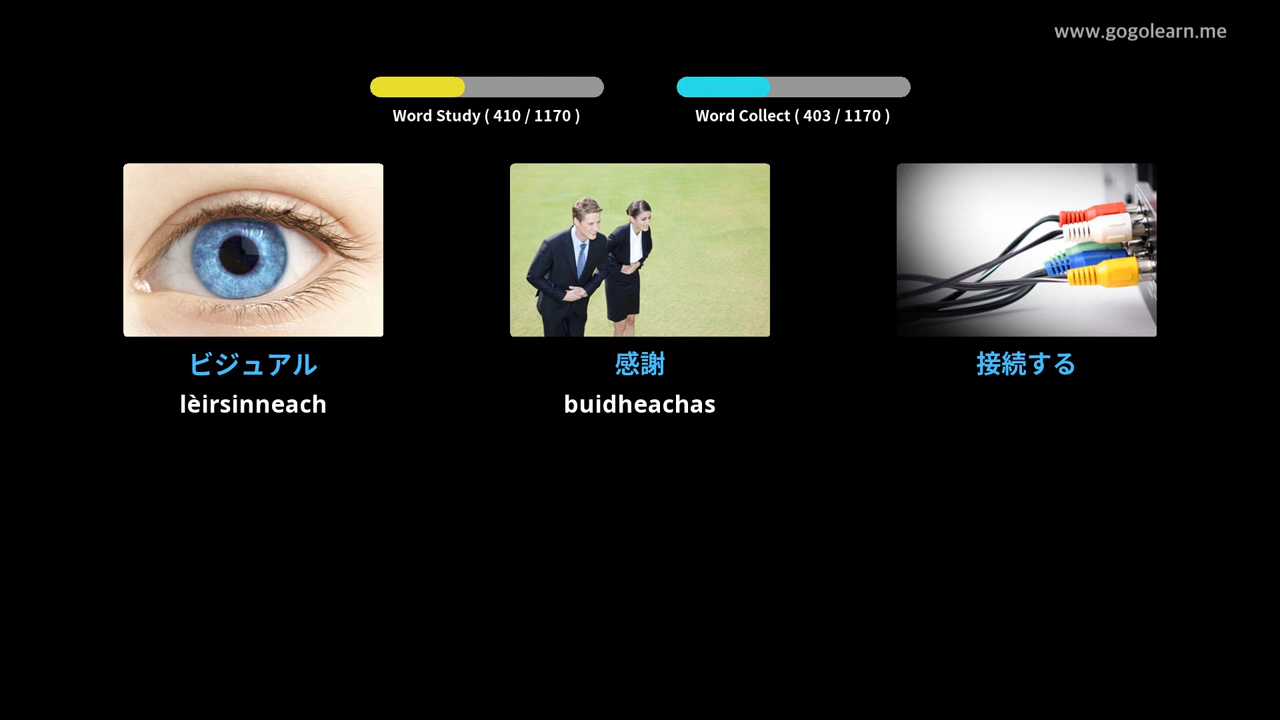 www.gogolearn.me
Word Study ( 410 / 1170 )
Word Collect ( 403 / 1170 )
ビジュアル
感謝
接続する
lèirsinneach
buidheachas